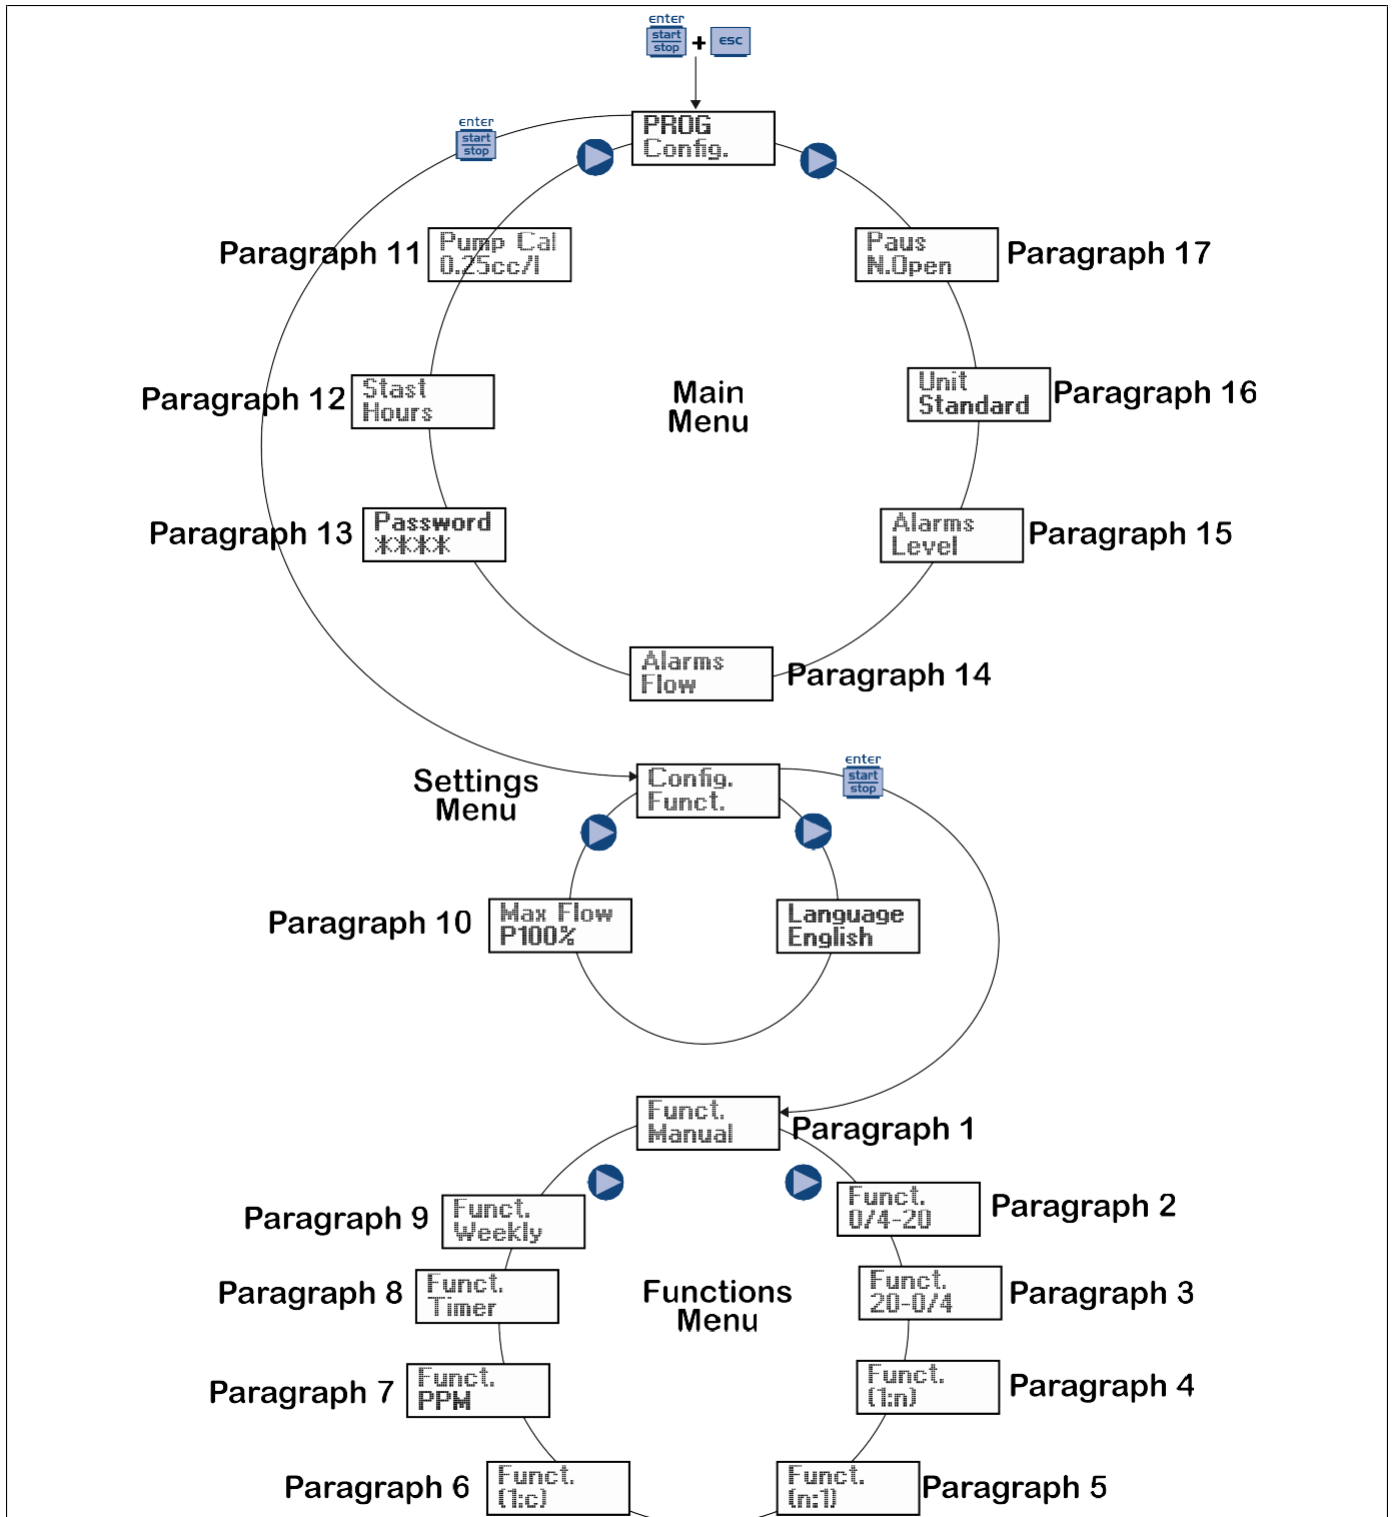 enter
start
stop
+
esc
enter
start
stop
PROG
Config.
Paragraph 11
Pump Cal
0.25cc/l
Paus
N.Open
Paragraph 17
Paragraph 12
Stast
Hours
Main
Menu
Unit
Standard
Paragraph 16
Paragraph 13
Password
****
Alarms
Level
Paragraph 15
Alarms
Flow
Paragraph 14
Settings
Menu
Config.
Funct.
enter
start
stop
Paragraph 10
Max Flow
P100%
Language
English
Funct.
Manual
Paragraph 1
Paragraph 9
Funct.
Weekly
Funct.
0/4-20
Paragraph 2
Paragraph 8
Funct.
Timer
Functions
Menu
Funct.
20-0/4
Paragraph 3
Paragraph 7
Funct.
PPM
Funct.
(1:n)
Paragraph 4
Paragraph 6
Funct.
(1:c)
Funct.
(n:1)
Paragraph 5